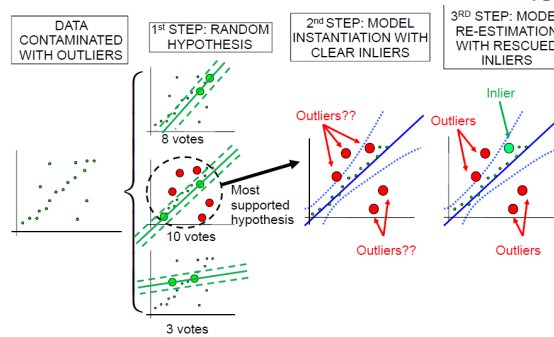 DATA
CONTAMINATED
WITH OUTLIERS
1st STEP: RANDOM
HYPOTHESIS
2nd STEP: MODEL
INSTANTIATION WITH
CLEAR INLIERS
3RD STEP: MODE
RE-ESTIMATION
WITH RESCUED
INLIERS
8 votes
10 votes
3 votes
Most
supported
hypothesis
Outliers??
Outliers??
Inlier
Outliers
Outliers